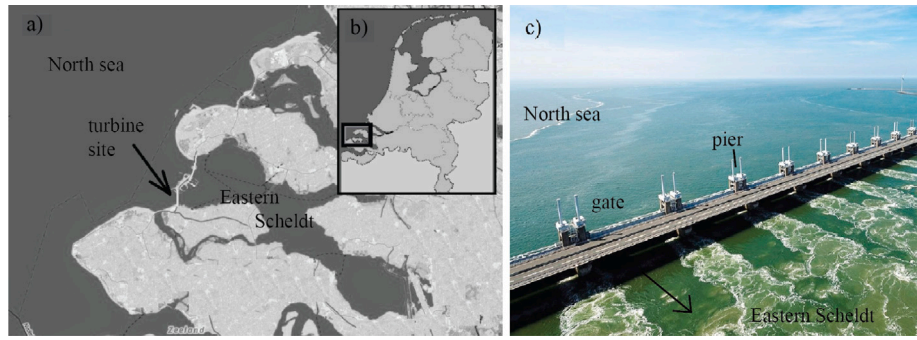 a)
North sea
turbine
site
Eastern
Scheldt
Zeeland
b)
c)
North sea
pier
gate
Eastern Scheldt